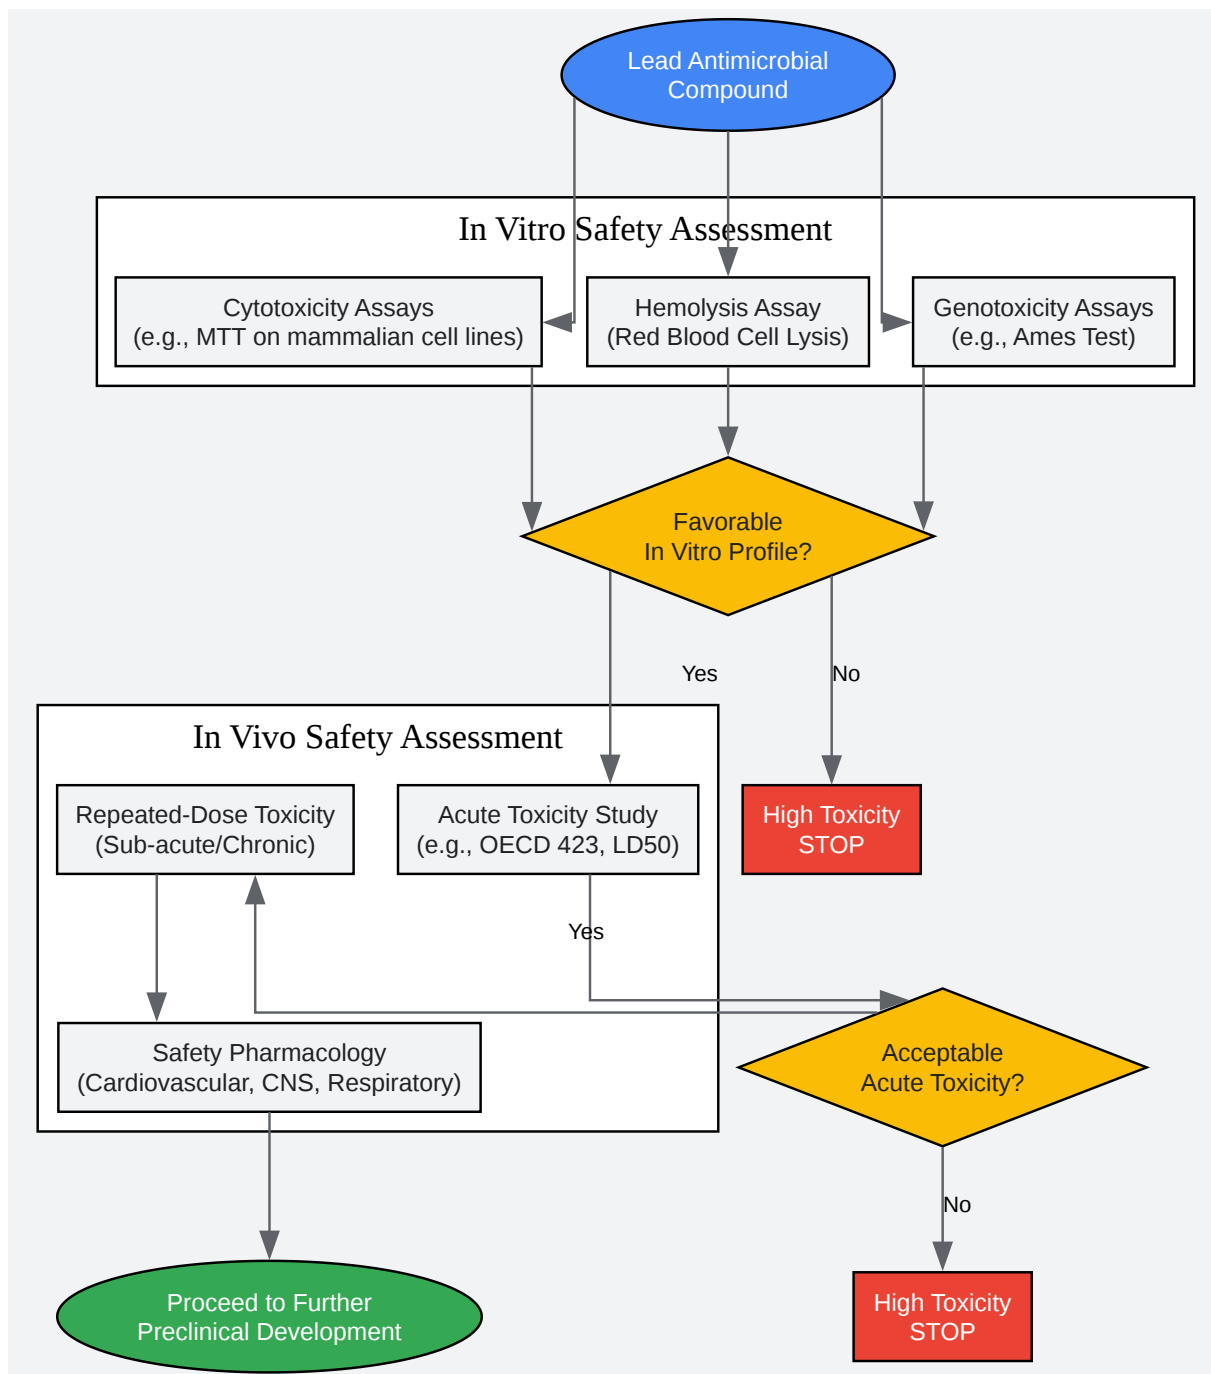 Lead Antimicrobial
Compound
In Vitro Safety Assessment
Cytotoxicity Assays
(e.g., MTT on mammalian cell lines)
Hemolysis Assay
(Red Blood Cell Lysis)
Genotoxicity Assays
(e.g., Ames Test)
Favorable
In Vitro Profile?
Yes
No
In Vivo Safety Assessment
Repeated-Dose Toxicity
(Sub-acute/Chronic)
Acute Toxicity Study
(e.g., OECD 423, LD50)
High Toxicity
STOP
Yes
Safety Pharmacology
(Cardiovascular, CNS, Respiratory)
Acceptable
Acute Toxicity?
No
Proceed to Further
Preclinical Development
High Toxicity
STOP